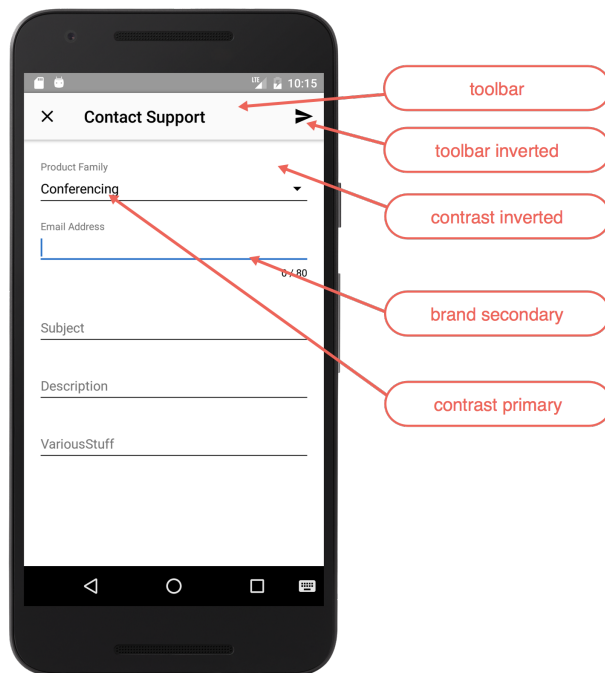 LTE 10:15
toolbar
Contact Support
toolbar inverted
Product Family
Conferencing
contrast inverted
Email Address
0 / 80
brand secondary
Subject
Description
contrast primary
VariousStuff